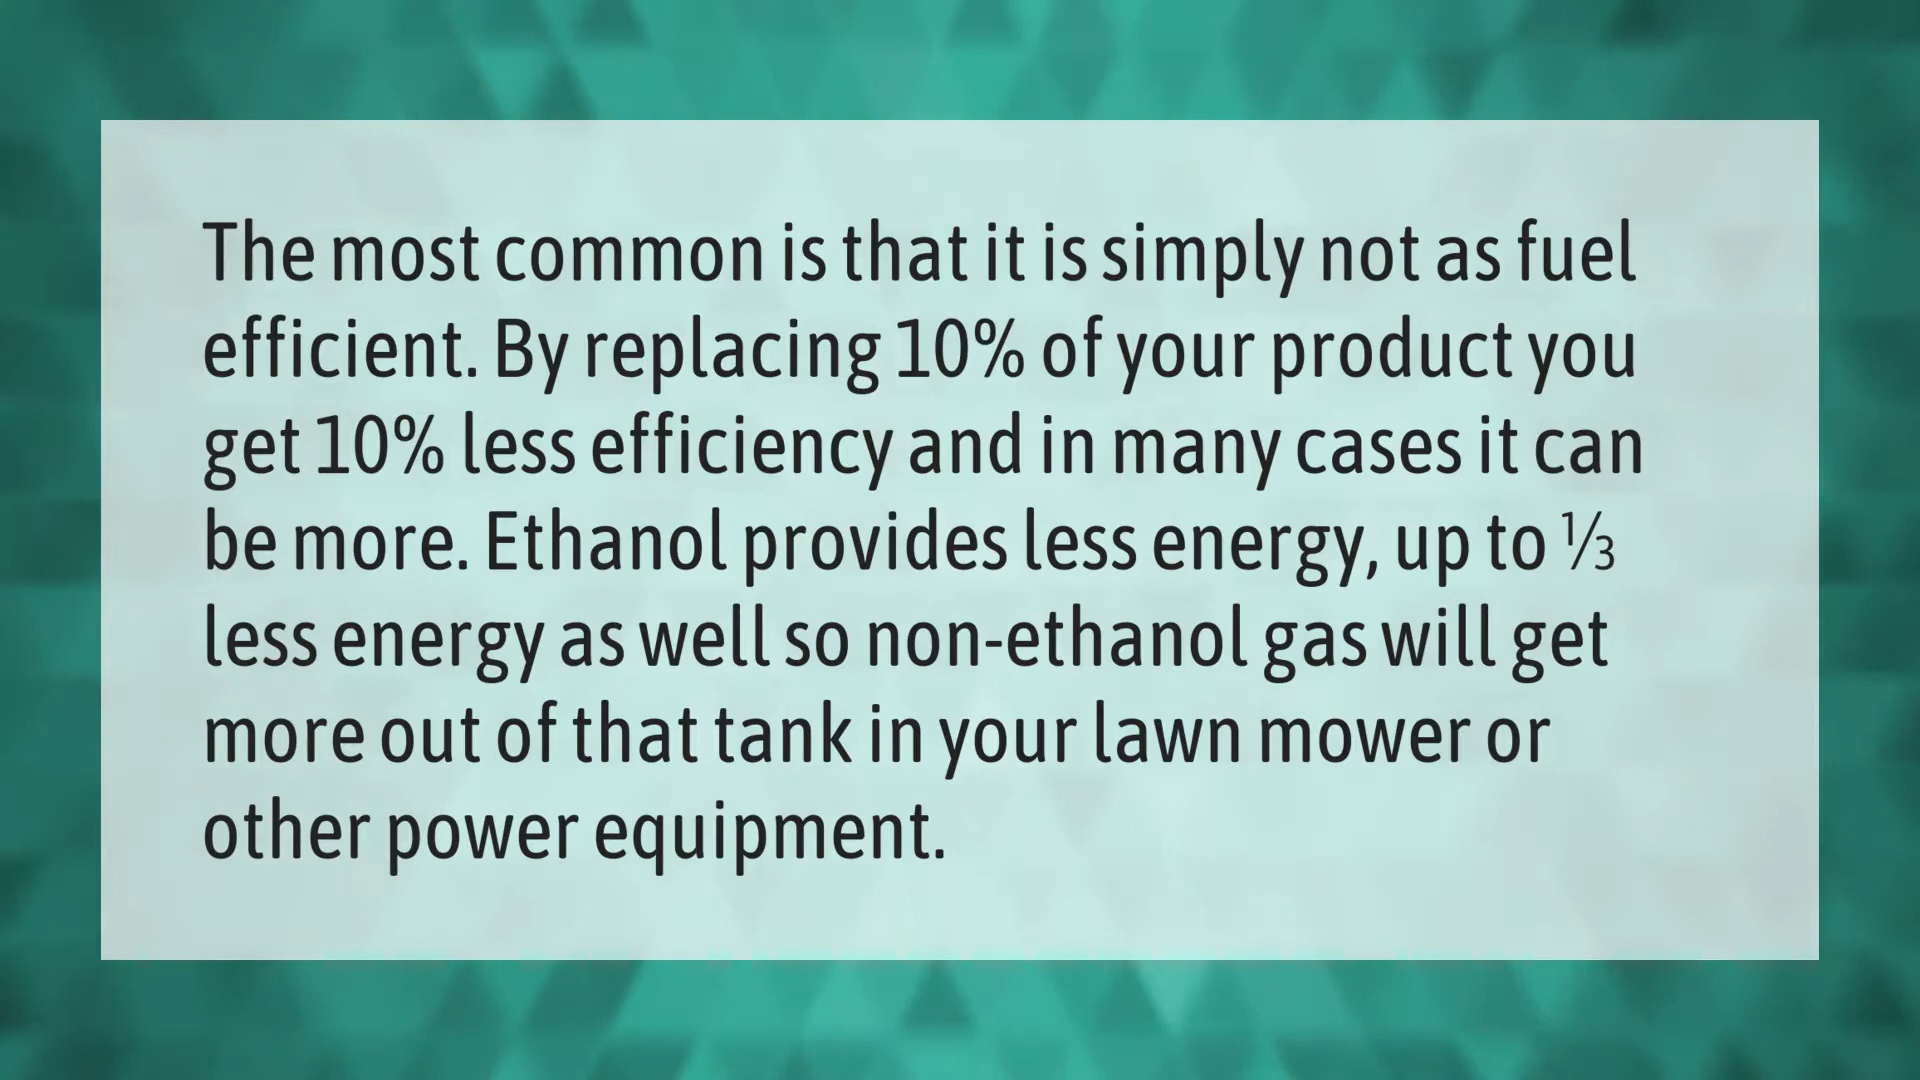 The most common is that it is simply not as fuel
efficient. By replacing 10% of your product you
get 10% less efficiency and in many cases it can
be more. Ethanol provides less energy, up to ⅓
less energy as well so non-ethanol gas will get
more out of that tank in your lawn mower or
other power equipment.